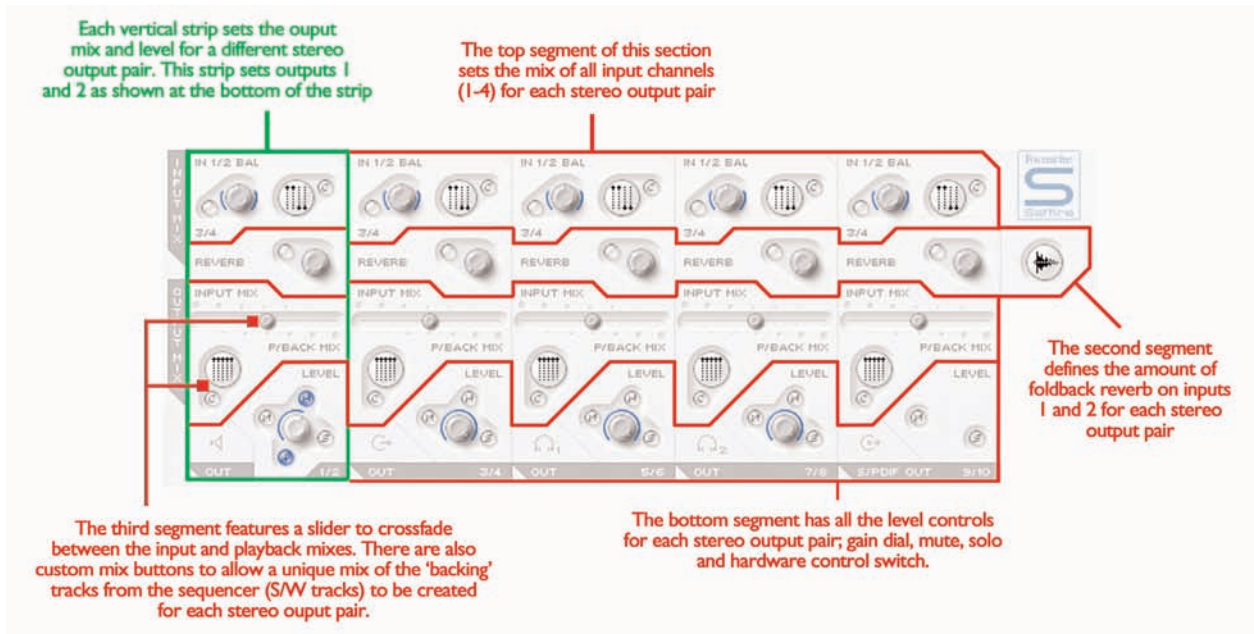 Each vertical strip sets the ouput
mix and level for a different stereo
output pair. This strip sets outputs 1
and 2 as shown at the bottom of the strip
The top segment of this section
sets the mix of all input channels
(1-4) for each stereo output pair
INPUT MIX
IN 1/2 BAL
IN 1/2 BAL
IN 1/2 BAL
IN 1/2 BAL
IN 1/2 BAL
Focusrite
S
Saffire
3/4
3/4
3/4
3/4
3/4
REVERB
REVERB
REVERB
REVERB
REVERB
OUTPUT MIX
INPUT MIX
INPUT MIX
INPUT MIX
INPUT MIX
INPUT MIX
P/BACK MIX
P/BACK MIX
P/BACK MIX
P/BACK MIX
P/BACK MIX
LEVEL
LEVEL
LEVEL
LEVEL
LEVEL
1
2
OUT 1/2
OUT 3/4
OUT 5/6
OUT 7/8
S/PDIF OUT 9/10
The second segment
defines the amount of
foldback reverb on inputs
1 and 2 for each stereo
output pair
The third segment features a slider to crossfade
between the input and playback mixes. There are also
custom mix buttons to allow a unique mix of the ‘backing’
tracks from the sequencer (S/W tracks) to be created
for each stereo ouput pair.
The bottom segment has all the level controls
for each stereo output pair; gain dial, mute, solo
and hardware control switch.